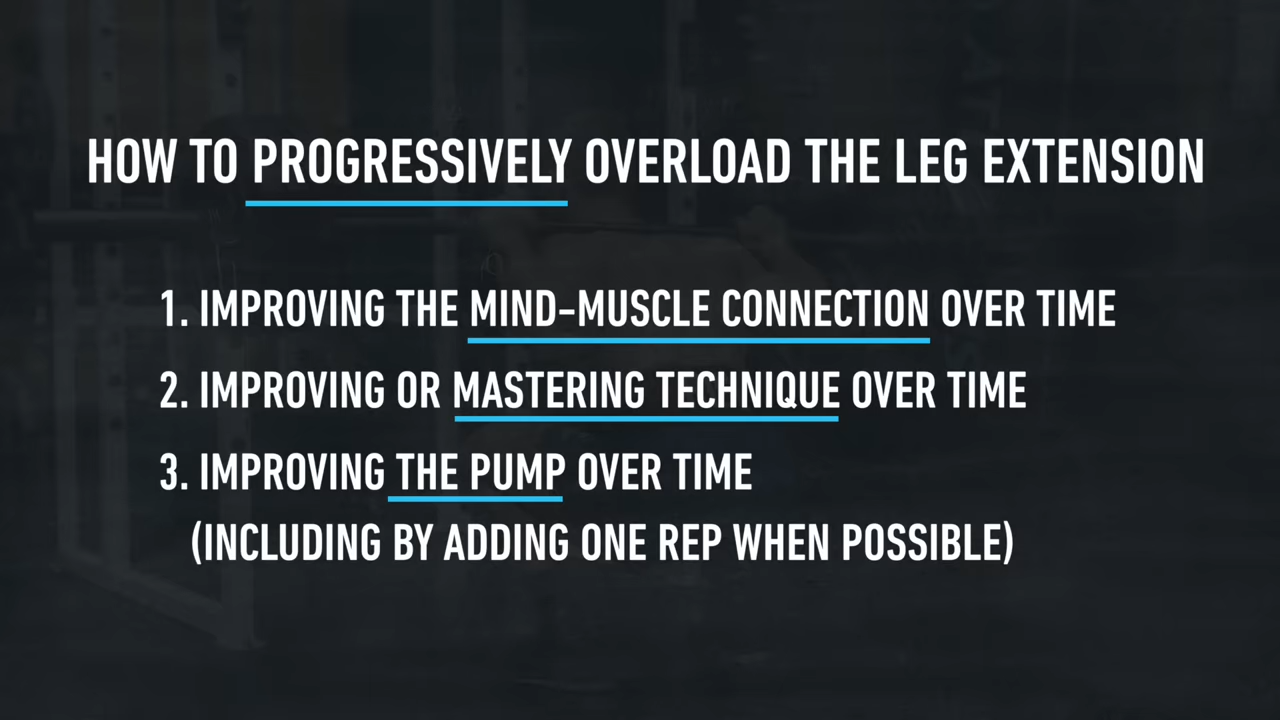 HOW TO PROGRESSIVELY OVERLOAD THE LEG EXTENSION
1. IMPROVING THE MIND-MUSCLE CONNECTION OVER TIME
2. IMPROVING OR MASTERING TECHNIQUE OVER TIME
3. IMPROVING THE PUMP OVER TIME
(INCLUDING BY ADDING ONE REP WHEN POSSIBLE)